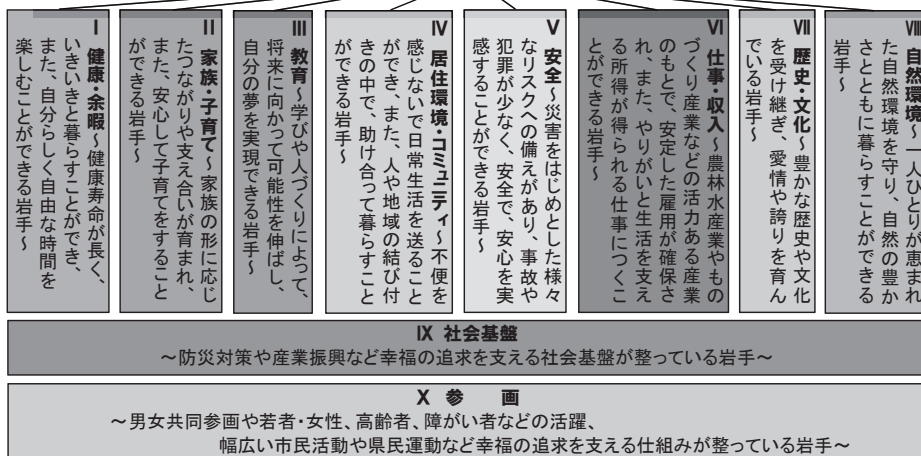 Ⅰ 健康・余暇～健康寿命が長く、
いきいきと暮らすことができ、
また、自分らしく自由な時間を
楽しむことができる岩手～
Ⅱ 家族・子育て～家族の形に応じ
たつながりや支え合いが育まれ、
また、安心して子育てをすること
ができる岩手～
Ⅲ 教育～学びや人づくりによって、
将来に向かって可能性を伸ばし、
自分の夢を実現できる岩手～
Ⅳ 居住環境・コミュニティ～不便を
感じないで日常生活を送ること
ができ、また、人や地域の結び付
きの中で、助け合って暮らすこと
ができる岩手～
Ⅴ 安全～災害をはじめとした様々
なリスクへの備えがあり、事故や
犯罪が少なく、安全で、安心を実
感することができる岩手～
Ⅵ 仕事・収入～農林水産業やもの
づくり産業などの活力ある産業
のもとで、安定した雇用が確保さ
れ、また、やりがいと生活を支え
る所得が得られる仕事につくこ
とができる岩手～
Ⅶ 歴史・文化～豊かな歴史や文化
を受け継ぎ、愛情や誇りを育ん
でいる岩手～
Ⅷ 自然環境～一人ひとりが恵まれ
た自然環境を守り、自然の豊か
さとともに暮らすことができる
岩手～
Ⅸ 社会基盤
～防災対策や産業振興など幸福の追求を支える社会基盤が整っている岩手～
Ⅹ 参 画
～男女共同参画や若者・女性、高齢者、障がい者などの活躍、
幅広い市民活動や県民運動など幸福の追求を支える仕組みが整っている岩手～